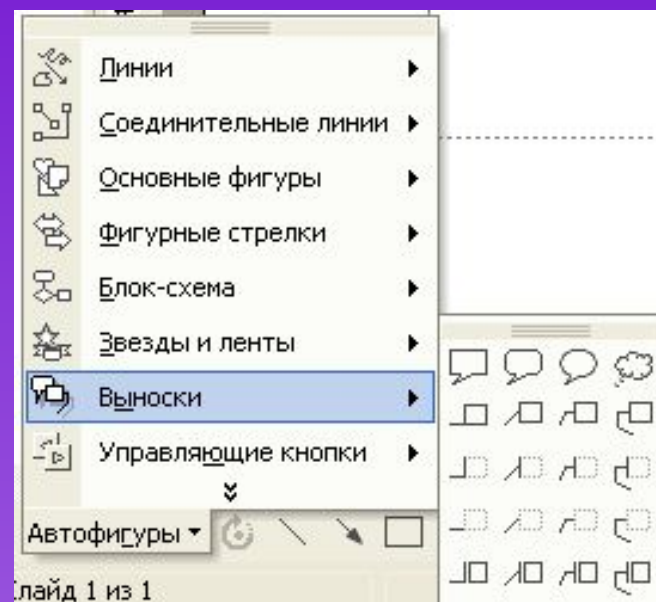 Линии
Соединительные линии
Основные фигуры
Фигурные стрелки
Блок-схема
Звезды и ленты
Выноски
Управляющие кнопки
Автофигуры
лайд 1 из 1